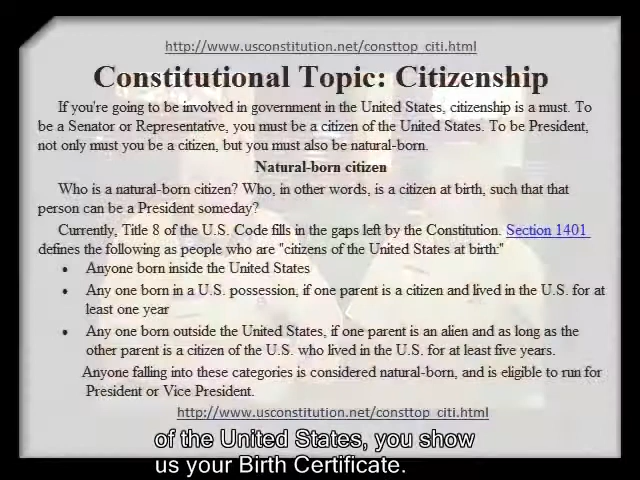 http://www.usconstitution.net/consttop_citi.html
Constitutional Topic: Citizenship
If you're going to be involved in government in the United States, citizenship is a must. To
be a Senator or Representative, you must be a citizen of the United States. To be President,
not only must you be a citizen, but you must also be natural-born.
Natural-born citizen
Who is a natural-born citizen? Who, in other words, is a citizen at birth, such that that
person can be a President someday?
Currently, Title 8 of the U.S. Code fills in the gaps left by the Constitution. Section 1401
defines the following as people who are "citizens of the United States at birth:"
• Anyone born inside the United States
• Any one born in a U.S. possession, if one parent is a citizen and lived in the U.S. for at
least one year
• Any one born outside the United States, if one parent is an alien and as long as the
other parent is a citizen of the U.S. who lived in the U.S. for at least five years.
Anyone falling into these categories is considered natural-born, and is eligible to run for
President or Vice President.
http://www.usconstitution.net/consttop_citi.html
of the United States, you show
us your Birth Certificate.